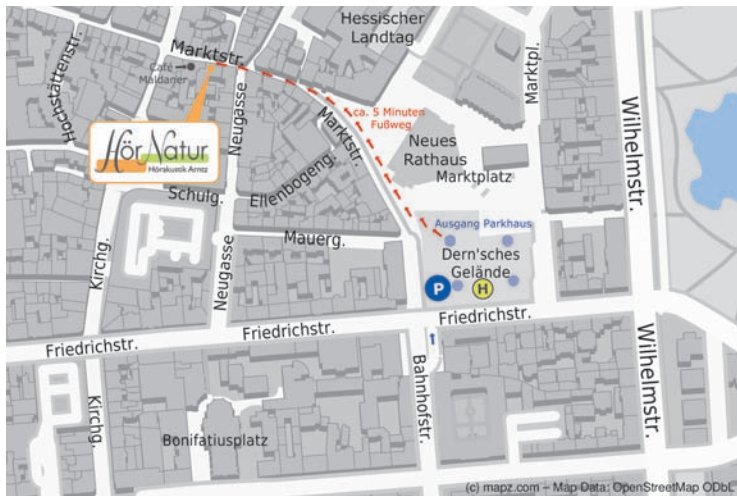 Hessischer
Landtag
Marktpl.
Wilhelmstr.
Marktstr.
Café
Maldaner
Hochstättenstr.
ca. 5 Minuten
Fußweg
Marktstr.
Neugasse
Neues
Rathaus
Marktplatz
HörNatur
Hörakustik Arntz
Ellenbogeng.
Schulg.
Mauerg.
Ausgang Parkhaus
Dern'sches
Gelände
P
H
Kirchg.
Neugasse
Friedrichstr.
Friedrichstr.
Friedrichstr.
Wilhelmstr.
Bahnhofstr.
Kirchg.
Bonifatiusplatz
(c) mapz.com – Map Data: OpenStreetMap ODbL